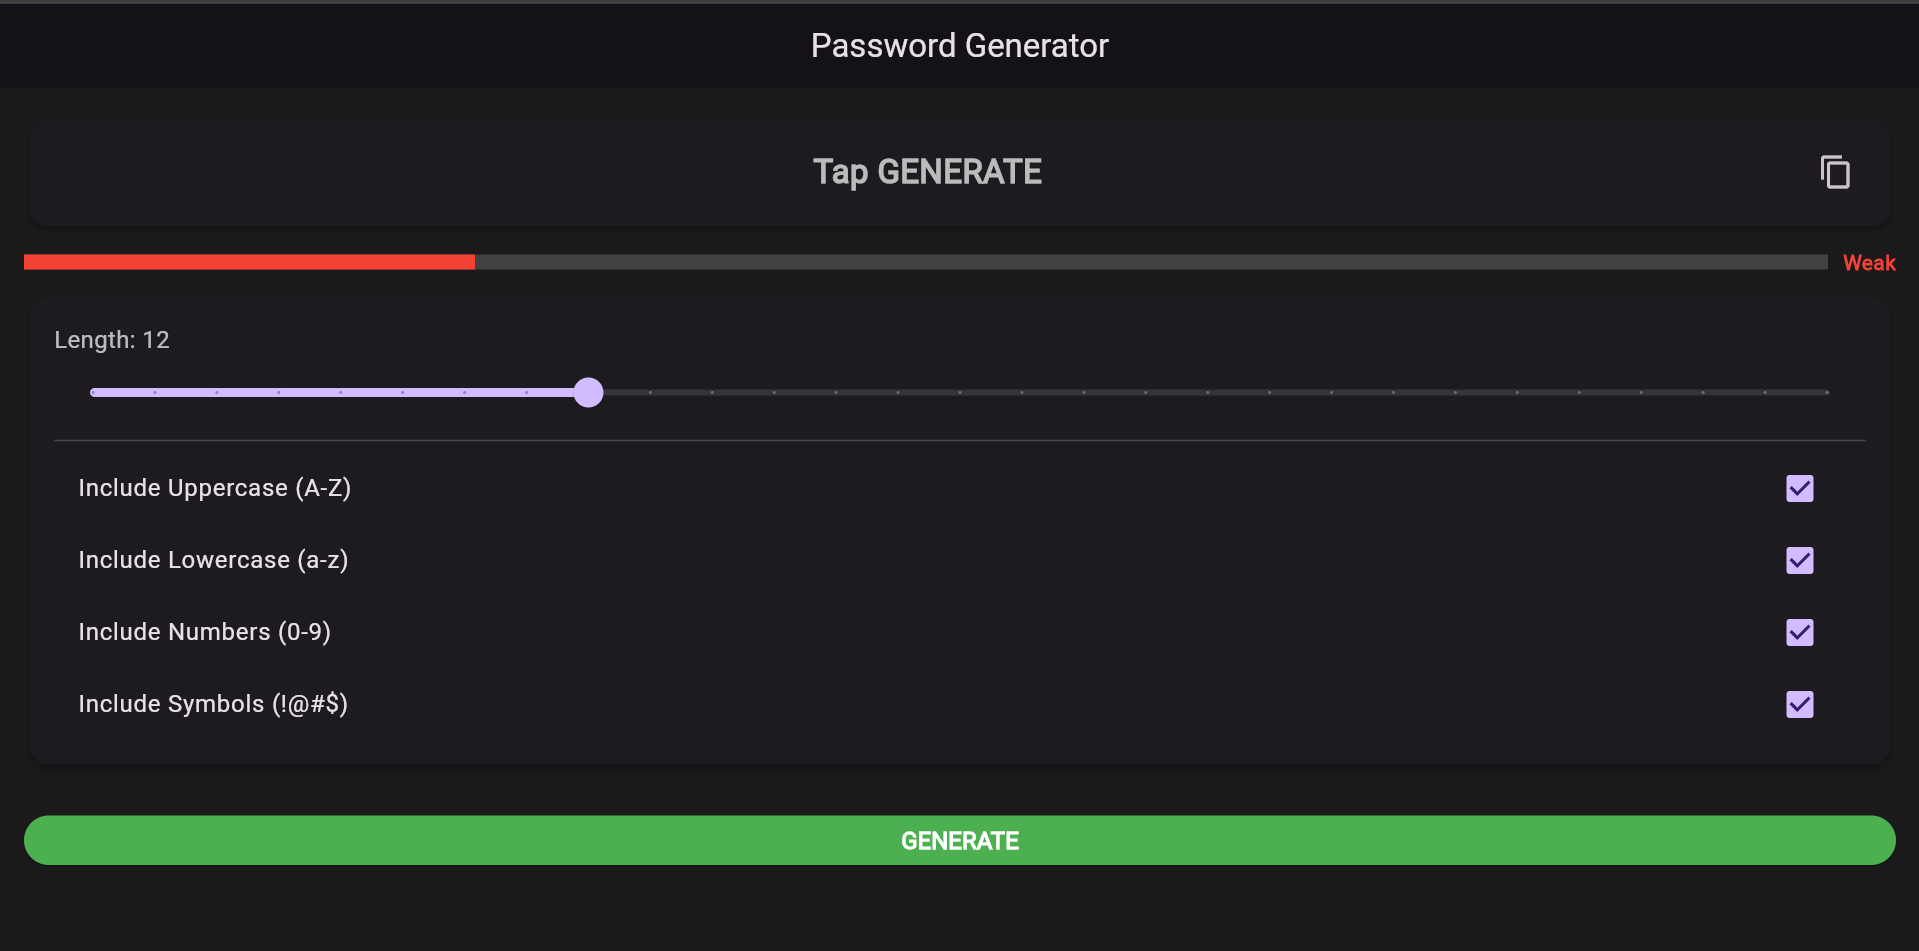 Password Generator
Tap GENERATE
Weak
Length: 12
Include Uppercase (A-Z)
Include Lowercase (a-z)
Include Numbers (0-9)
Include Symbols (!@#$)
GENERATE